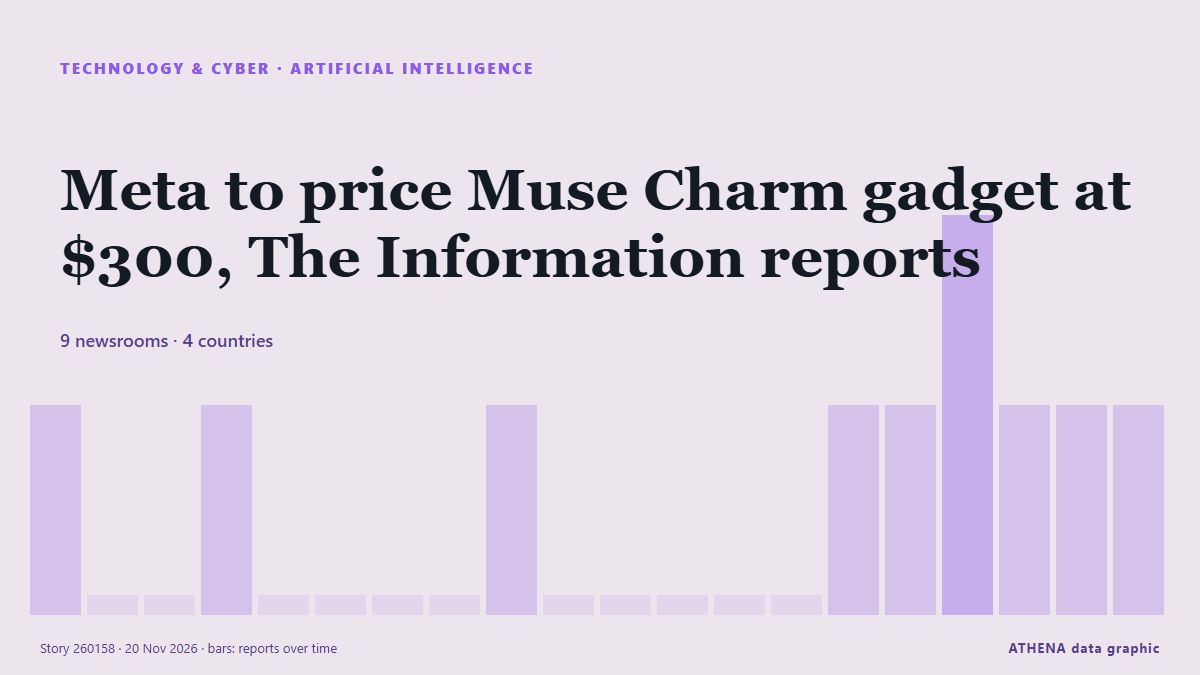 TECHNOLOGY & CYBER · ARTIFICIAL INTELLIGENCE
Meta to price Muse Charm gadget at
$300, The Information reports
9 newsrooms · 4 countries
Story 260158 · 20 Nov 2026 · bars: reports over time
ATHENA data graphic